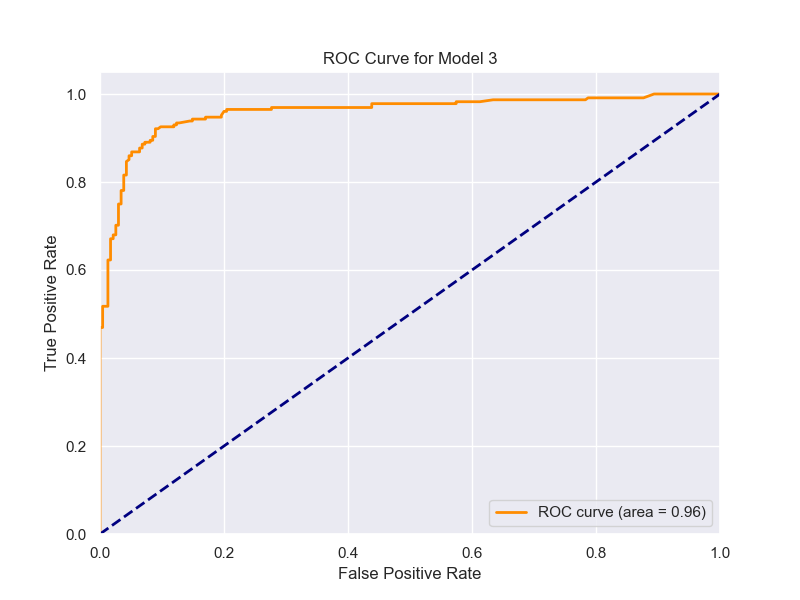 ROC Curve for Model 3
1.0
0.8
0.6
0.4
0.2
0.0
True Positive Rate
ROC curve (area = 0.96)
0.0 0.2 0.4 0.6 0.8 1.0
False Positive Rate